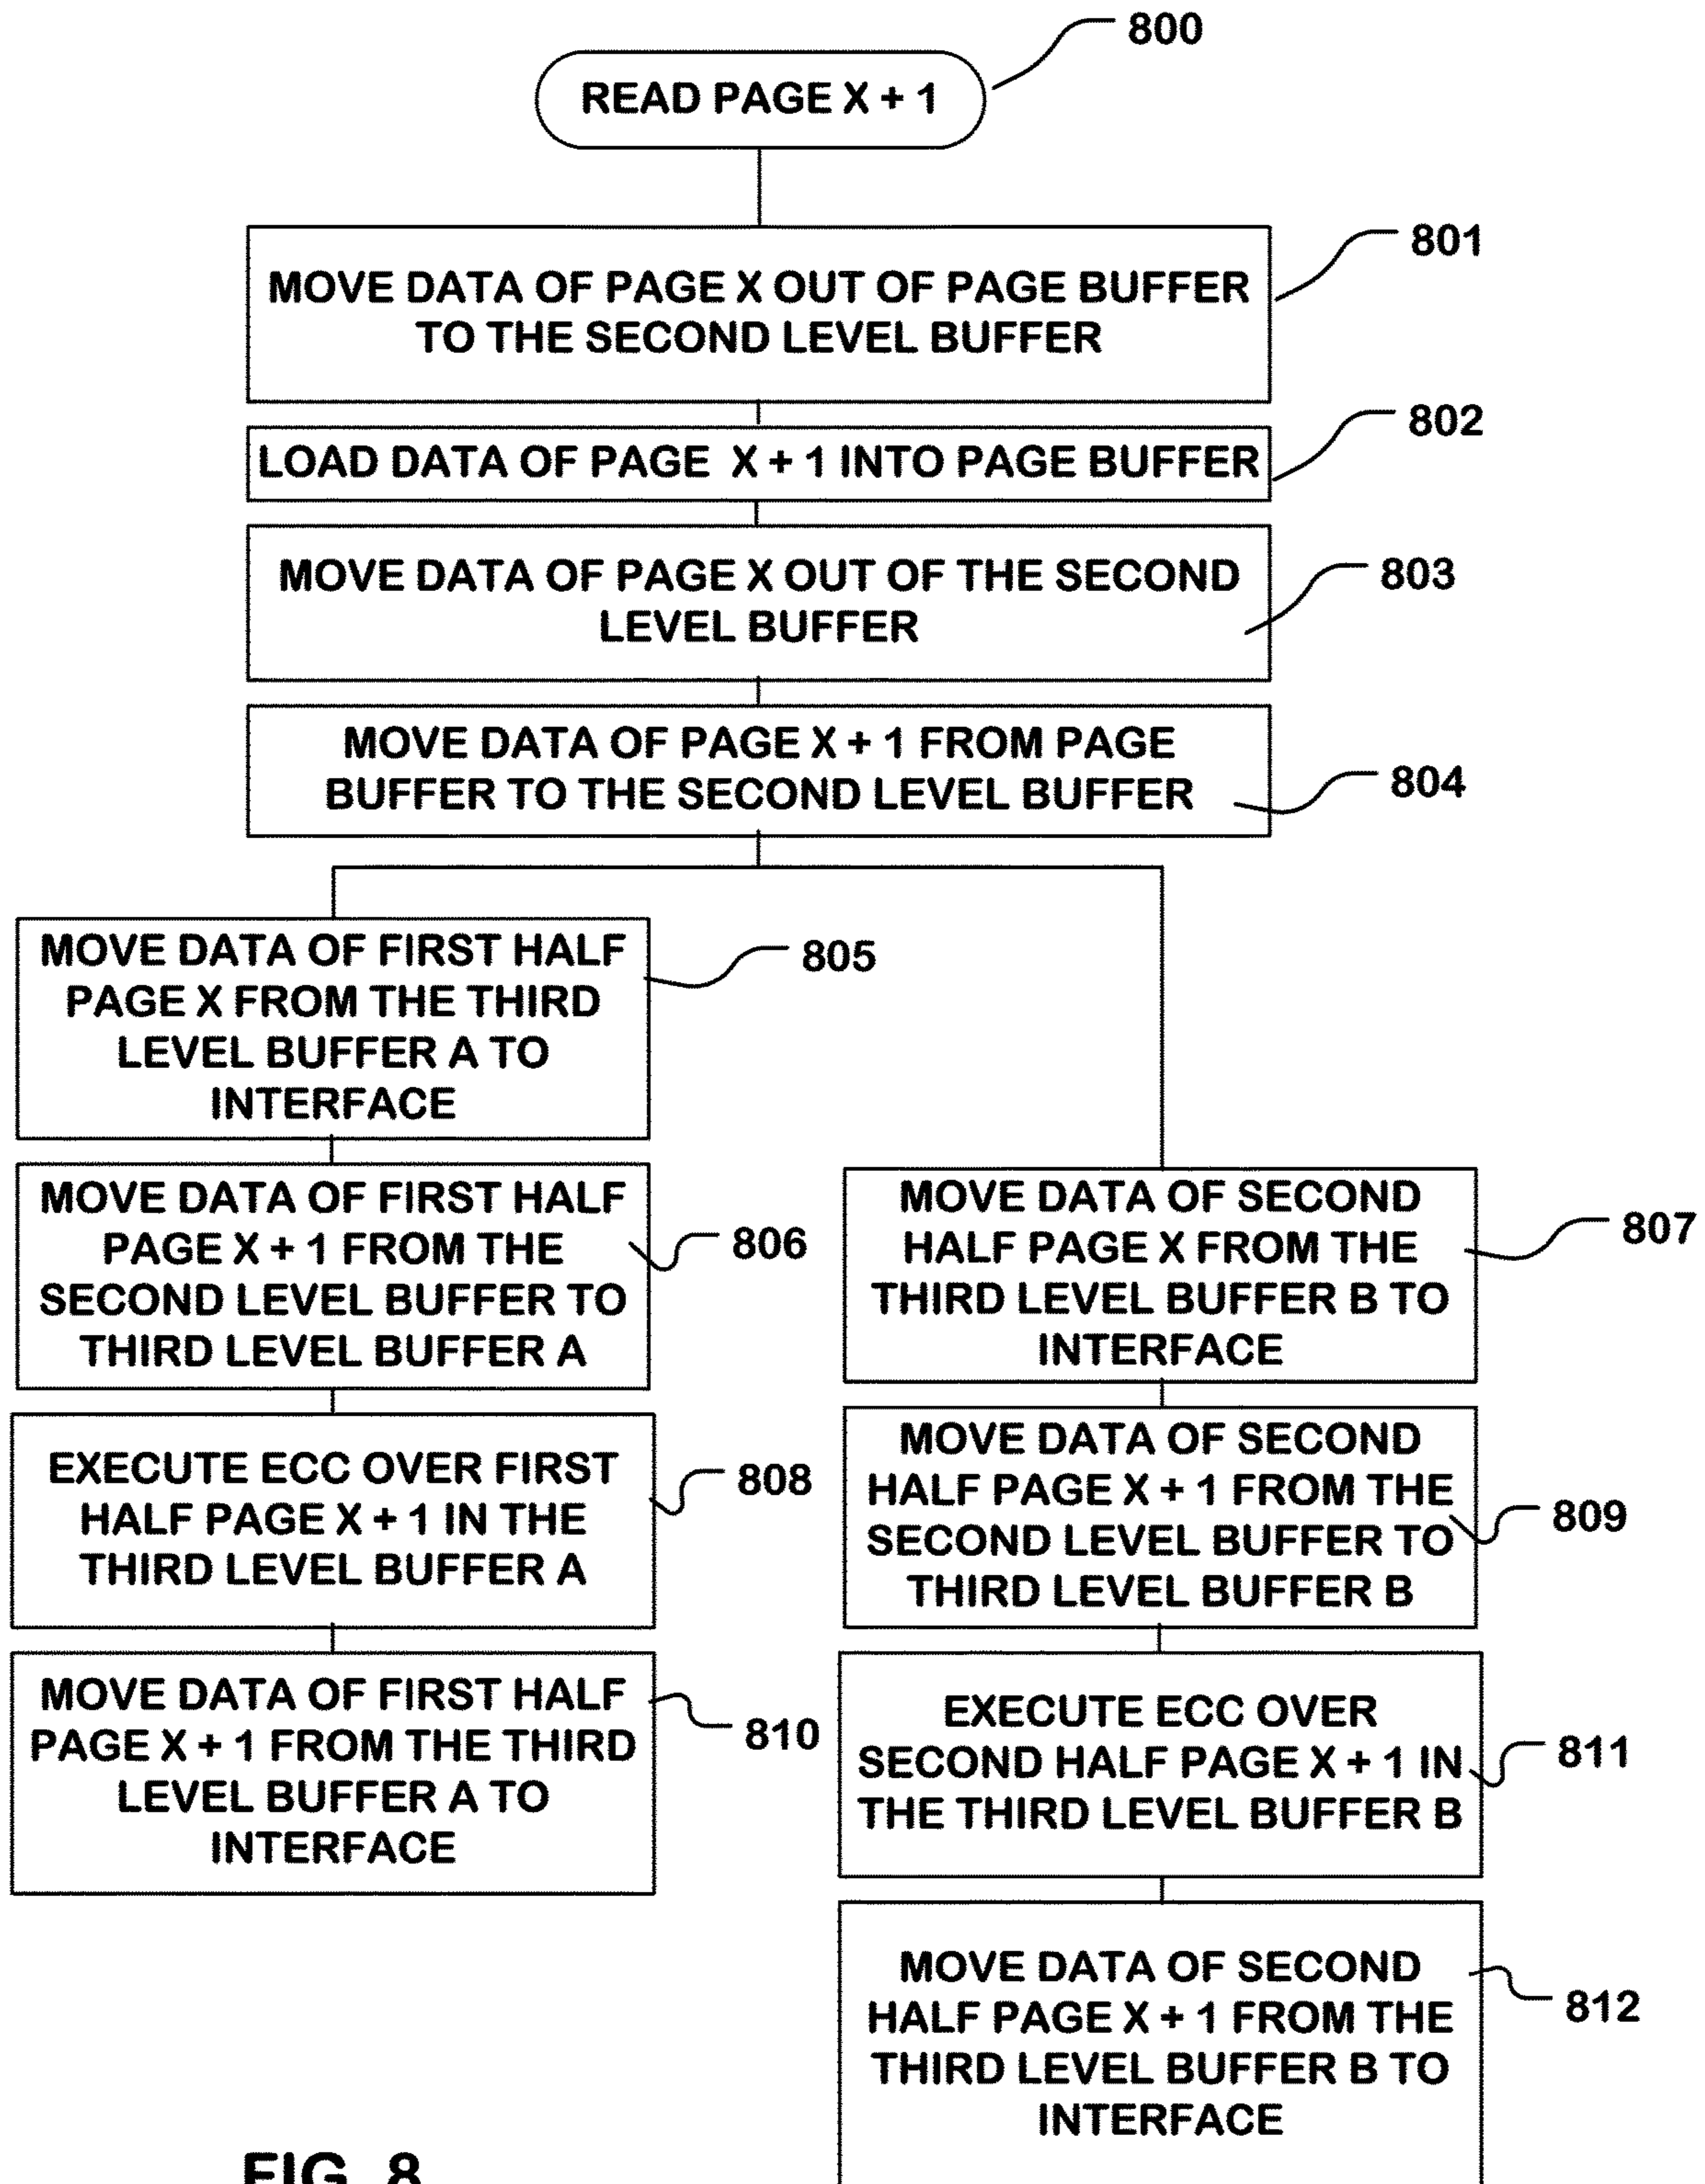 800
READ PAGE X + 1
801
MOVE DATA OF PAGE X OUT OF PAGE BUFFER
TO THE SECOND LEVEL BUFFER
802
LOAD DATA OF PAGE X + 1 INTO PAGE BUFFER
MOVE DATA OF PAGE X OUT OF THE SECOND
LEVEL BUFFER
803
MOVE DATA OF PAGE X + 1 FROM PAGE
BUFFER TO THE SECOND LEVEL BUFFER
804
MOVE DATA OF FIRST HALF
PAGE X FROM THE THIRD
LEVEL BUFFER A TO
INTERFACE
805
MOVE DATA OF FIRST HALF
PAGE X + 1 FROM THE
SECOND LEVEL BUFFER TO
THIRD LEVEL BUFFER A
806
MOVE DATA OF SECOND
HALF PAGE X FROM THE
THIRD LEVEL BUFFER B TO
INTERFACE
807
EXECUTE ECC OVER FIRST
HALF PAGE X + 1 IN THE
THIRD LEVEL BUFFER A
808
MOVE DATA OF SECOND
HALF PAGE X + 1 FROM THE
SECOND LEVEL BUFFER TO
THIRD LEVEL BUFFER B
809
MOVE DATA OF FIRST HALF
PAGE X + 1 FROM THE THIRD
LEVEL BUFFER A TO
INTERFACE
810
EXECUTE ECC OVER
SECOND HALF PAGE X + 1 IN
THE THIRD LEVEL BUFFER B
811
MOVE DATA OF SECOND
HALF PAGE X + 1 FROM THE
THIRD LEVEL BUFFER B TO
INTERFACE
812
FIG. 8